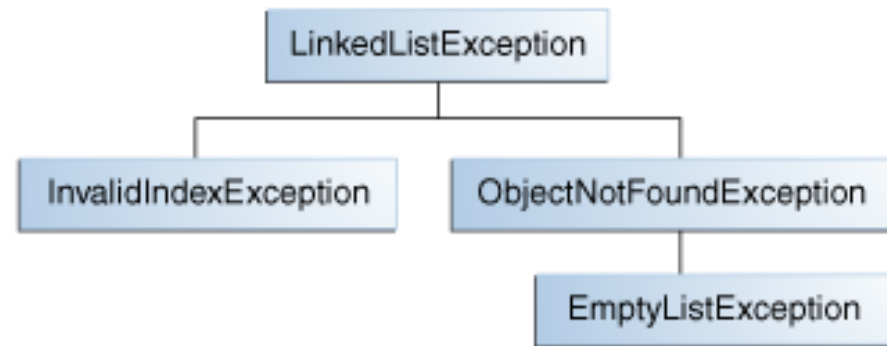 LinkedListException
InvalidIndexException
ObjectNotFoundException
EmptyListException